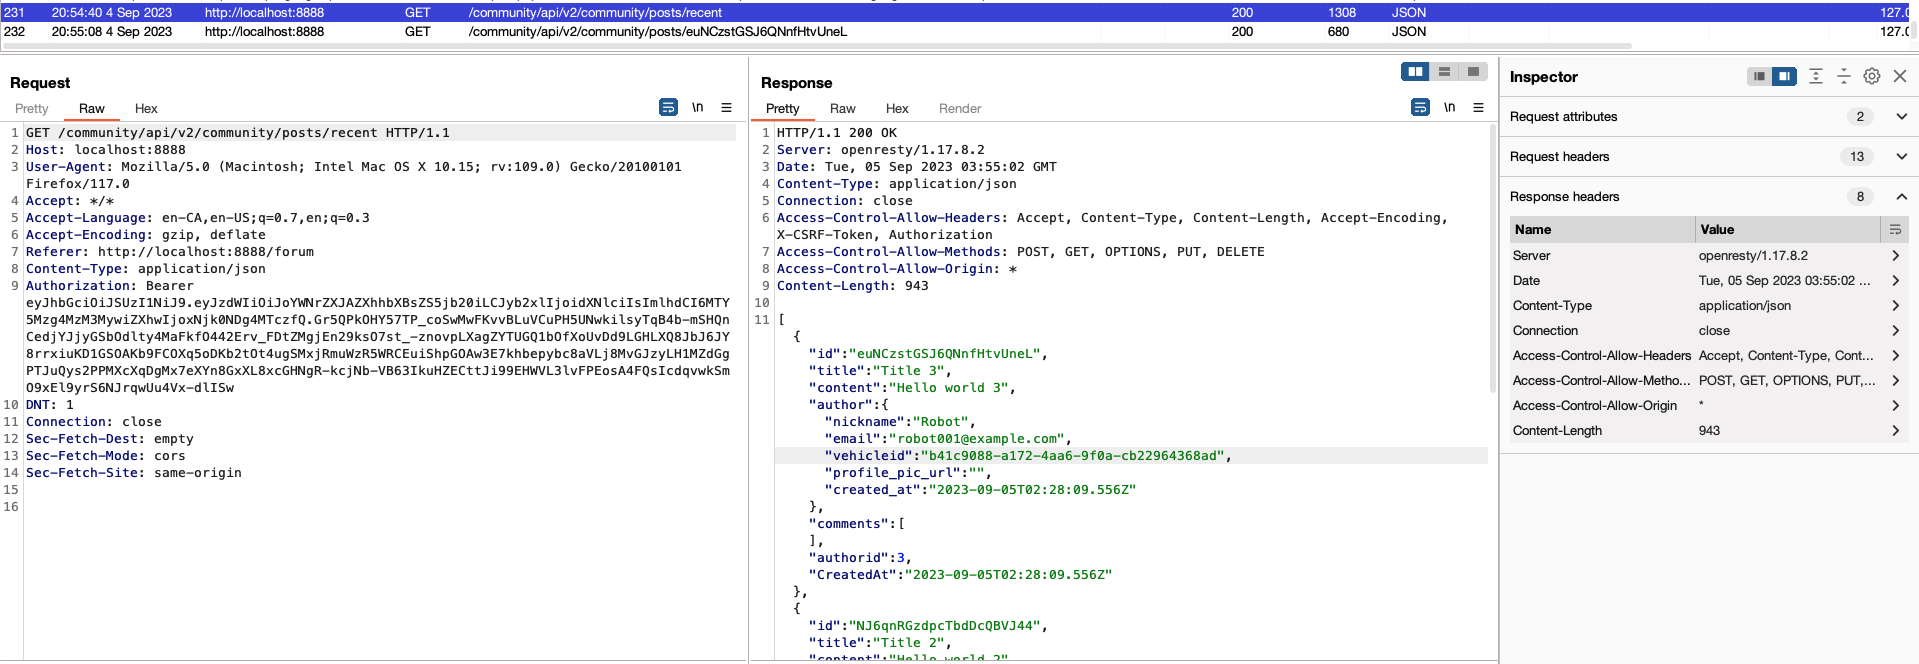 231 20:54:40 4 Sep 2023 http://localhost:8888 GET /community/api/v2/community/posts/recent 200 1308 JSON 127.0
232 20:55:08 4 Sep 2023 http://localhost:8888 GET /community/api/v2/community/posts/euNCzstGSJ6QNnfHtvUneL 200 680 JSON 127.0
Request
Pretty Raw Hex \n
1 GET /community/api/v2/community/posts/recent HTTP/1.1
2 Host: localhost:8888
3 User-Agent: Mozilla/5.0 (Macintosh; Intel Mac OS X 10.15; rv:109.0) Gecko/20100101
Firefox/117.0
4 Accept: */*
5 Accept-Language: en-CA,en-US;q=0.7,en;q=0.3
6 Accept-Encoding: gzip, deflate
7 Referer: http://localhost:8888/forum
8 Content-Type: application/json
9 Authorization: Bearer
eyJhbGciOiJSUzI1NiJ9.eyJzdWIiOiJoYWNrZXJAZXhhbXBsZS5jb20iLCJyb2xlIjoidXNlciIsImlhdCI6MTY
5Mzg4MzM3MywiZXhwIjoxNjk0NDg4MTczfQ.Gr5QPkOHY57TP_coSwMwFKvvBLuVCuPH5UNwkilsyTqB4b-mSHQn
CedjYJjyGSbOdlty4MaFkfO442Erv_FDtZMgjEn29ksO7st_-znovpLXagZYTUGQ1bOfXoUvDd9LGHLXQ8JbJ6JY
8rrxiuKD1GSOAKb9FCOXq5oDKb2tOt4ugSMxjRmuWzR5WRCEuiShpGOAw3E7khbepybc8aVLj8MvGJzyLH1MZdGg
PTJuQys2PPMXcXqDgMx7eXYn8GxXL8xcGHNgR-kcjNb-VB63IkuHZECttJi99EHWVL3lvFPEosA4FQsIcdqvwkSm
O9xEl9yrS6NJrqwUu4Vx-dlISw
10 DNT: 1
11 Connection: close
12 Sec-Fetch-Dest: empty
13 Sec-Fetch-Mode: cors
14 Sec-Fetch-Site: same-origin
15
16
Response
Pretty Raw Hex Render \n
1 HTTP/1.1 200 OK
2 Server: openresty/1.17.8.2
3 Date: Tue, 05 Sep 2023 03:55:02 GMT
4 Content-Type: application/json
5 Connection: close
6 Access-Control-Allow-Headers: Accept, Content-Type, Content-Length, Accept-Encoding,
X-CSRF-Token, Authorization
7 Access-Control-Allow-Methods: POST, GET, OPTIONS, PUT, DELETE
8 Access-Control-Allow-Origin: *
9 Content-Length: 943
10
11 [
{
"id":"euNCzstGSJ6QNnfHtvUneL",
"title":"Title 3",
"content":"Hello world 3",
"author":{
"nickname":"Robot",
"email":"robot001@example.com",
"vehicleid":"b41c9088-a172-4aa6-9f0a-cb22964368ad",
"profile_pic_url":"",
"created_at":"2023-09-05T02:28:09.556Z"
},
"comments":[
],
"authorid":3,
"CreatedAt":"2023-09-05T02:28:09.556Z"
},
{
"id":"NJ6qnRGzdpcTbdDcQBVJ44",
"title":"Title 2",
"content":"Hello world 2"
Inspector
Request attributes 2
Request headers 13
Response headers 8
Name Value
Server openresty/1.17.8.2
Date Tue, 05 Sep 2023 03:55:02 ...
Content-Type application/json
Connection close
Access-Control-Allow-Headers Accept, Content-Type, Cont...
Access-Control-Allow-Metho... POST, GET, OPTIONS, PUT,...
Access-Control-Allow-Origin *
Content-Length 943